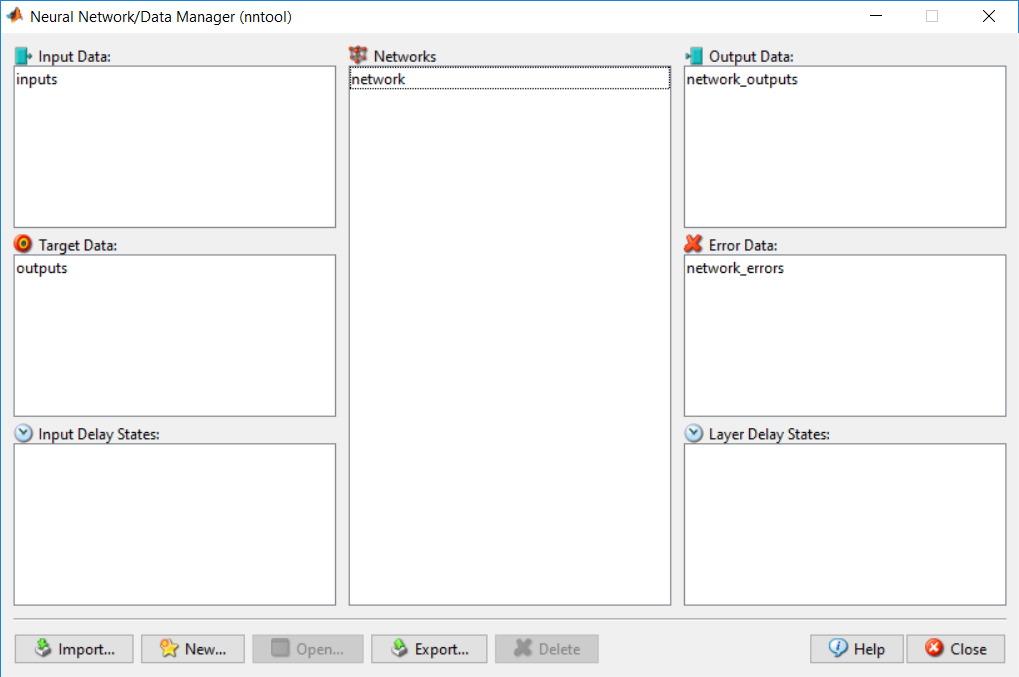 Neural Network/Data Manager (nntool)
Input Data:
inputs
Networks
network
Output Data:
network_outputs
Target Data:
outputs
Error Data:
network_errors
Input Delay States:
Layer Delay States:
Import...
New...
Open...
Export...
Delete
Help
Close